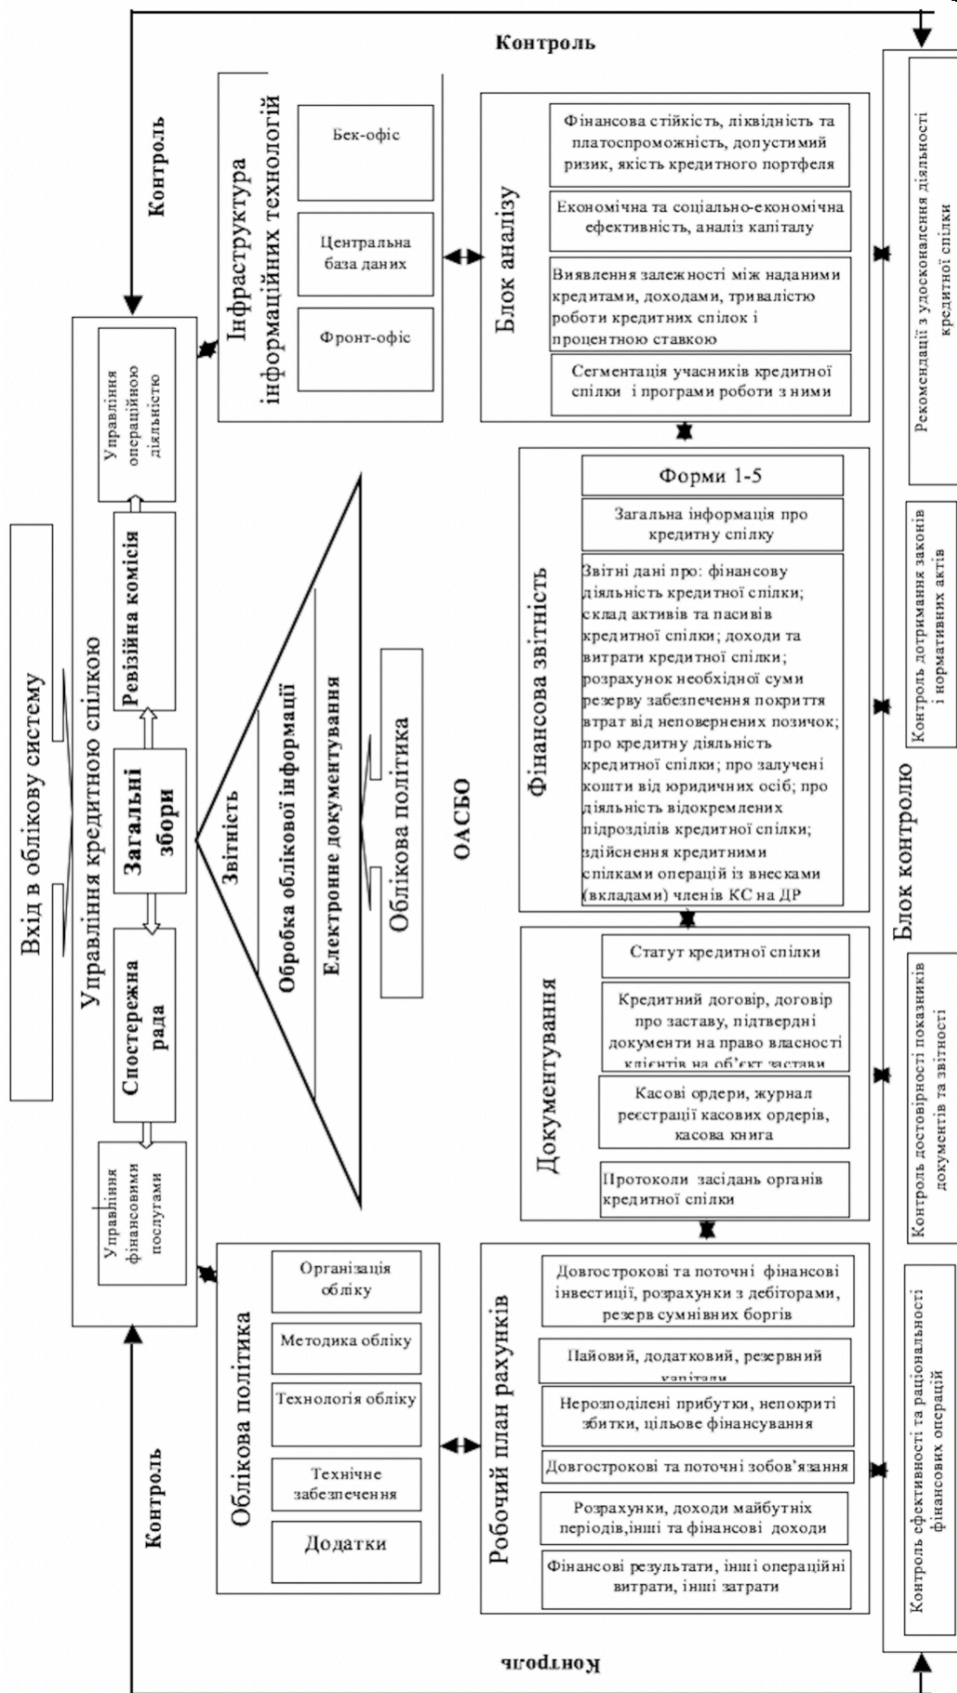 Вхід в облікову систему
Управління кредитною спілкою
Управління
фінансовими
послугами
Спостережна
рада
Загальні
збори
Ревізійна комісія
Управління
операційною
діяльністю
Контроль
Контроль
Контроль
Контроль
Облікова політика
Організація
обліку
Методика обліку
Технологія обліку
Технічне
забезпечення
Додатки
Звітність
Обробка облікової інформації
Електронне документування
Облікова політика
ОАСБО
Інфраструктура
інформаційних технологій
Бек-офіс
Центральна
база даних
Фронт-офіс
Робочий план рахунків
Довгострокові та поточні фінансові
інвестиції, розрахунки з дебіторами,
резерв сумнівних боргів
Пайовий, додатковий, резервний
капітали
Нерозподілені прибутки, непокриті
збитки, цільове фінансування
Довгострокові та поточні зобов’язання
Розрахунки, доходи майбутніх
періодів,інші та фінансові доходи
Фінансові результати, інші операційні
витрати, інші затрати
Документування
Статут кредитної спілки
Кредитний договір, договір
про заставу, підтвердні
документи на право власності
клієнтів на об’єкт застави
Касові ордери, журнал
реєстрації касових ордерів,
касова книга
Протоколи засідань органів
кредитної спілки
Фінансова звітність
Форми 1-5
Загальна інформація про
кредитну спілку
Звітні дані про: фінансову
діяльність кредитної спілки;
склад активів та пасивів
кредитної спілки; доходи та
витрати кредитної спілки;
розрахунок необхідної суми
резерву забезпечення покриття
втрат від неповернених позичок;
про кредитну діяльність
кредитної спілки; про залучені
кошти від юридичних осіб; про
діяльність відокремлених
підрозділів кредитної спілки;
здійснення кредитними
спілками операцій із внесками
(вкладами) членів КС на ДР
Блок аналізу
Фінансова стійкість, ліквідність та
платоспроможність, допустимий
ризик, якість кредитного портфеля
Економічна та соціально-економічна
ефективність, аналіз капіталу
Виявлення залежності між наданими
кредитами, доходами, тривалістю
роботи кредитних спілок і
процентною ставкою
Сегментація учасників кредитної
спілки і програми роботи з ними
Блок контролю
Контроль ефективності та раціональності
фінансових операцій
Контроль достовірності показників
документів та звітності
Контроль дотримання законів
і нормативних актів
Рекомендації з удосконалення діяльності
кредитної спілки